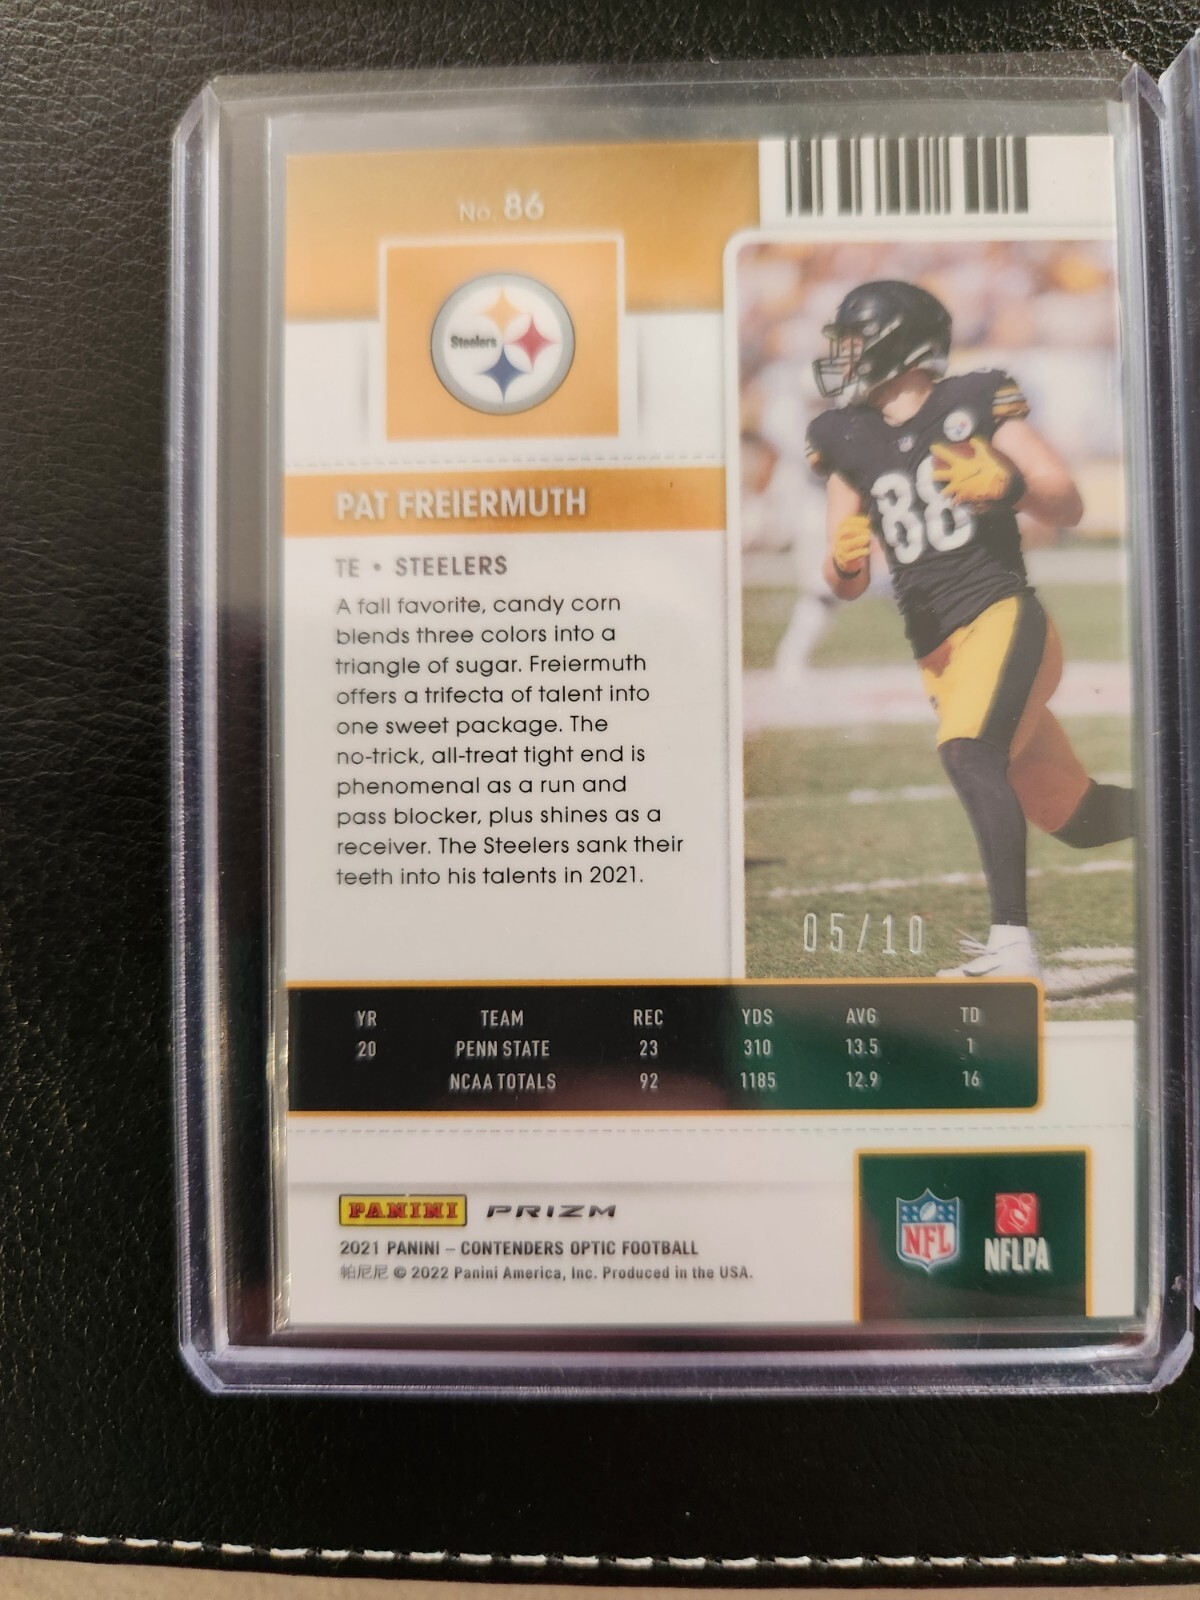 No. 86
Steelers
PAT FREIERMUTH
TE • STEELERS
A fall favorite, candy corn
blends three colors into a
triangle of sugar. Freiermuth
offers a trifecta of talent into
one sweet package. The
no-trick, all-treat tight end is
phenomenal as a run and
pass blocker, plus shines as a
receiver. The Steelers sank their
teeth into his talents in 2021.
88
05/10
YR TEAM REC YDS AVG TD
20 PENN STATE 23 310 13.5 1
NCAA TOTALS 92 1185 12.9 16
PANINI PRIZM
2021 PANINI – CONTENDERS OPTIC FOOTBALL
帕尼尼 © 2022 Panini America, Inc. Produced in the USA.
NFL
NFLPA